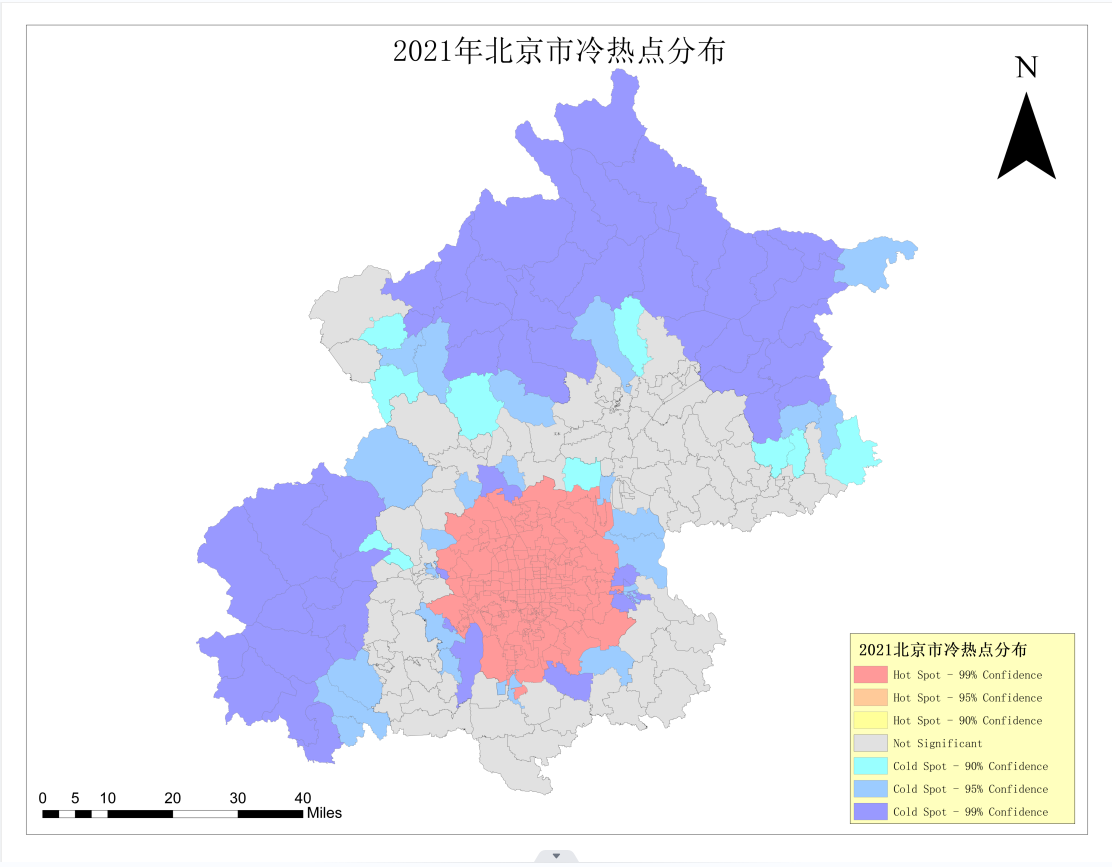 2021年北京市冷热点分布
N
2021北京市冷热点分布
Hot Spot - 99% Confidence
Hot Spot - 95% Confidence
Hot Spot - 90% Confidence
Not Significant
Cold Spot - 90% Confidence
Cold Spot - 95% Confidence
Cold Spot - 99% Confidence
0 5 10 20 30 40
Miles